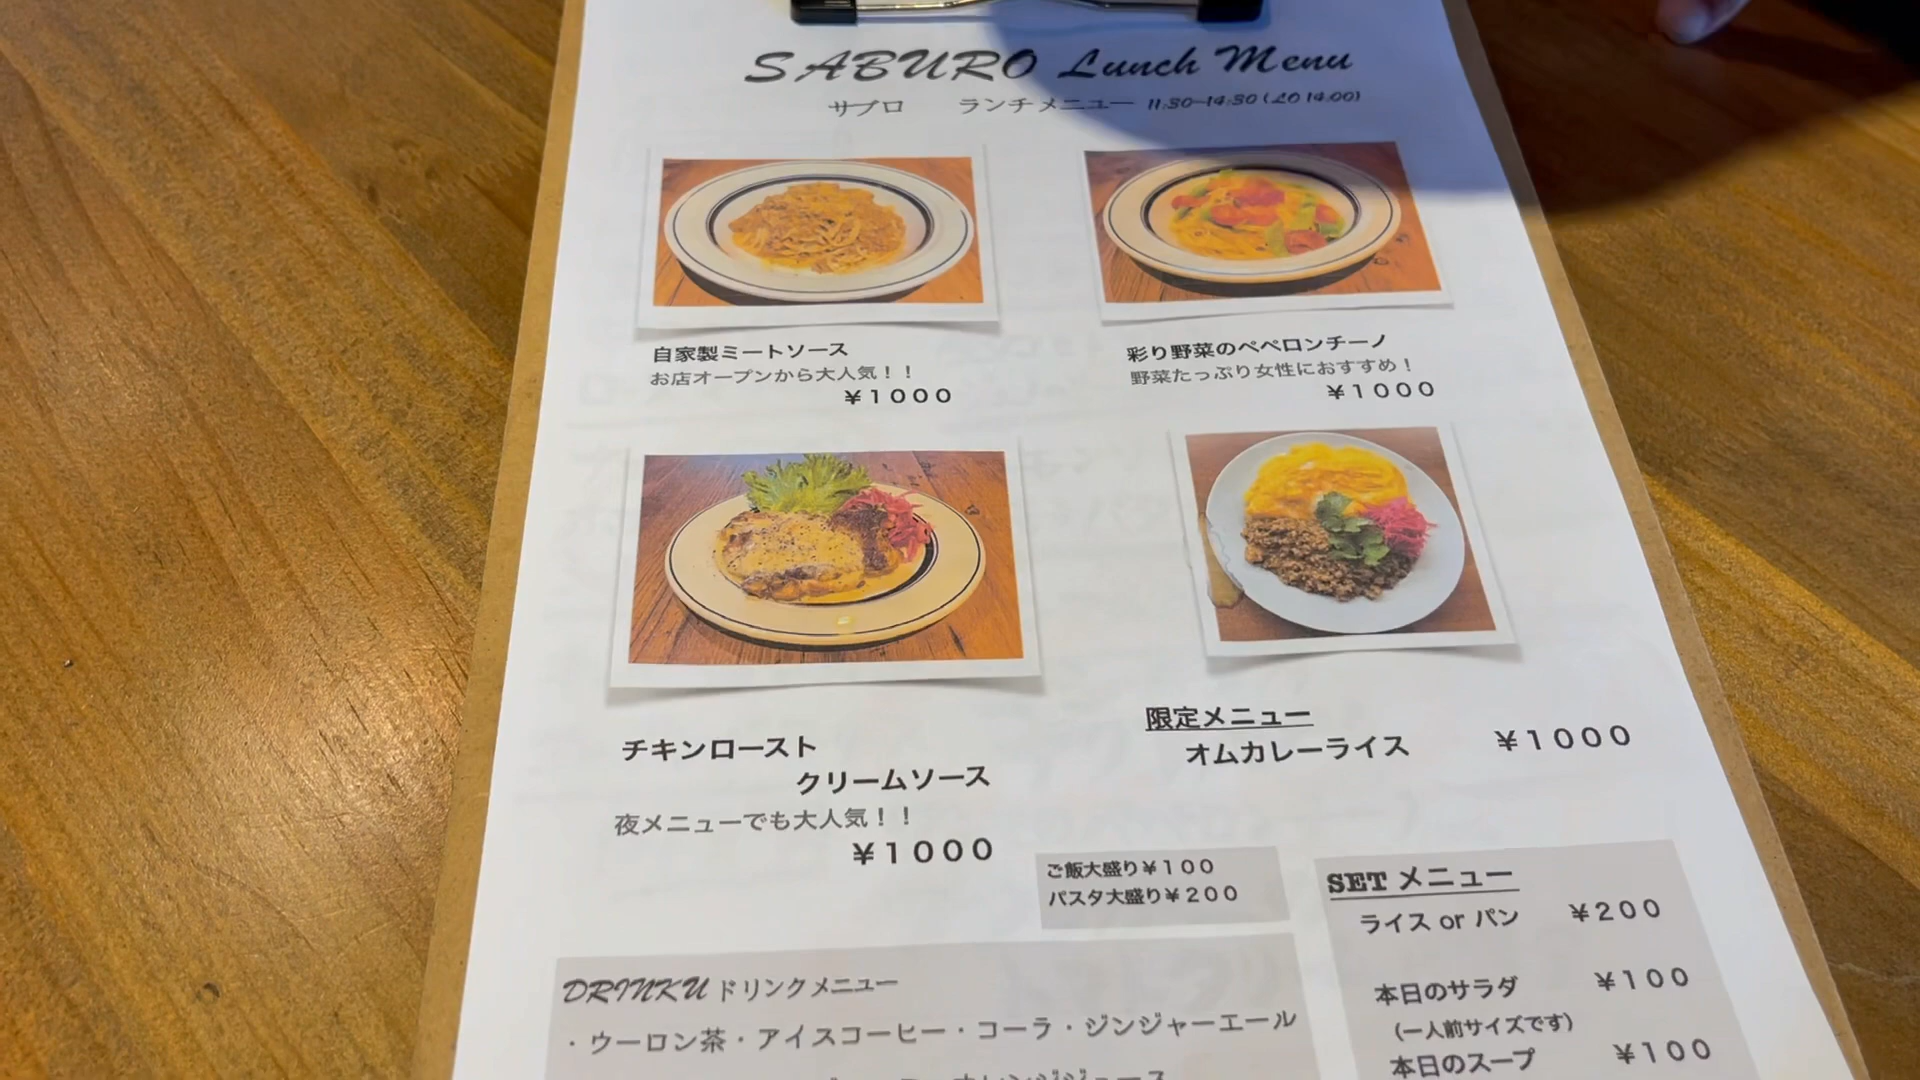 SABURO Lunch Menu
サブロ ランチメニュー 11:30-14:30 (LO 14:00)
自家製ミートソース
お店オープンから大人気！！
¥1000
彩り野菜のペペロンチーノ
野菜たっぷり女性におすすめ！
¥1000
チキンロースト
クリームソース
夜メニューでも大人気！！
¥1000
限定メニュー
オムカレーライス ¥1000
ご飯大盛り¥100
パスタ大盛り¥200
SET メニュー
ライス or パン ¥200
本日のサラダ ¥100
(一人前サイズです)
本日のスープ ¥100
DRINKU ドリンクメニュー
・ウーロン茶・アイスコーヒー・コーラ・ジンジャーエール
オレンジジュース